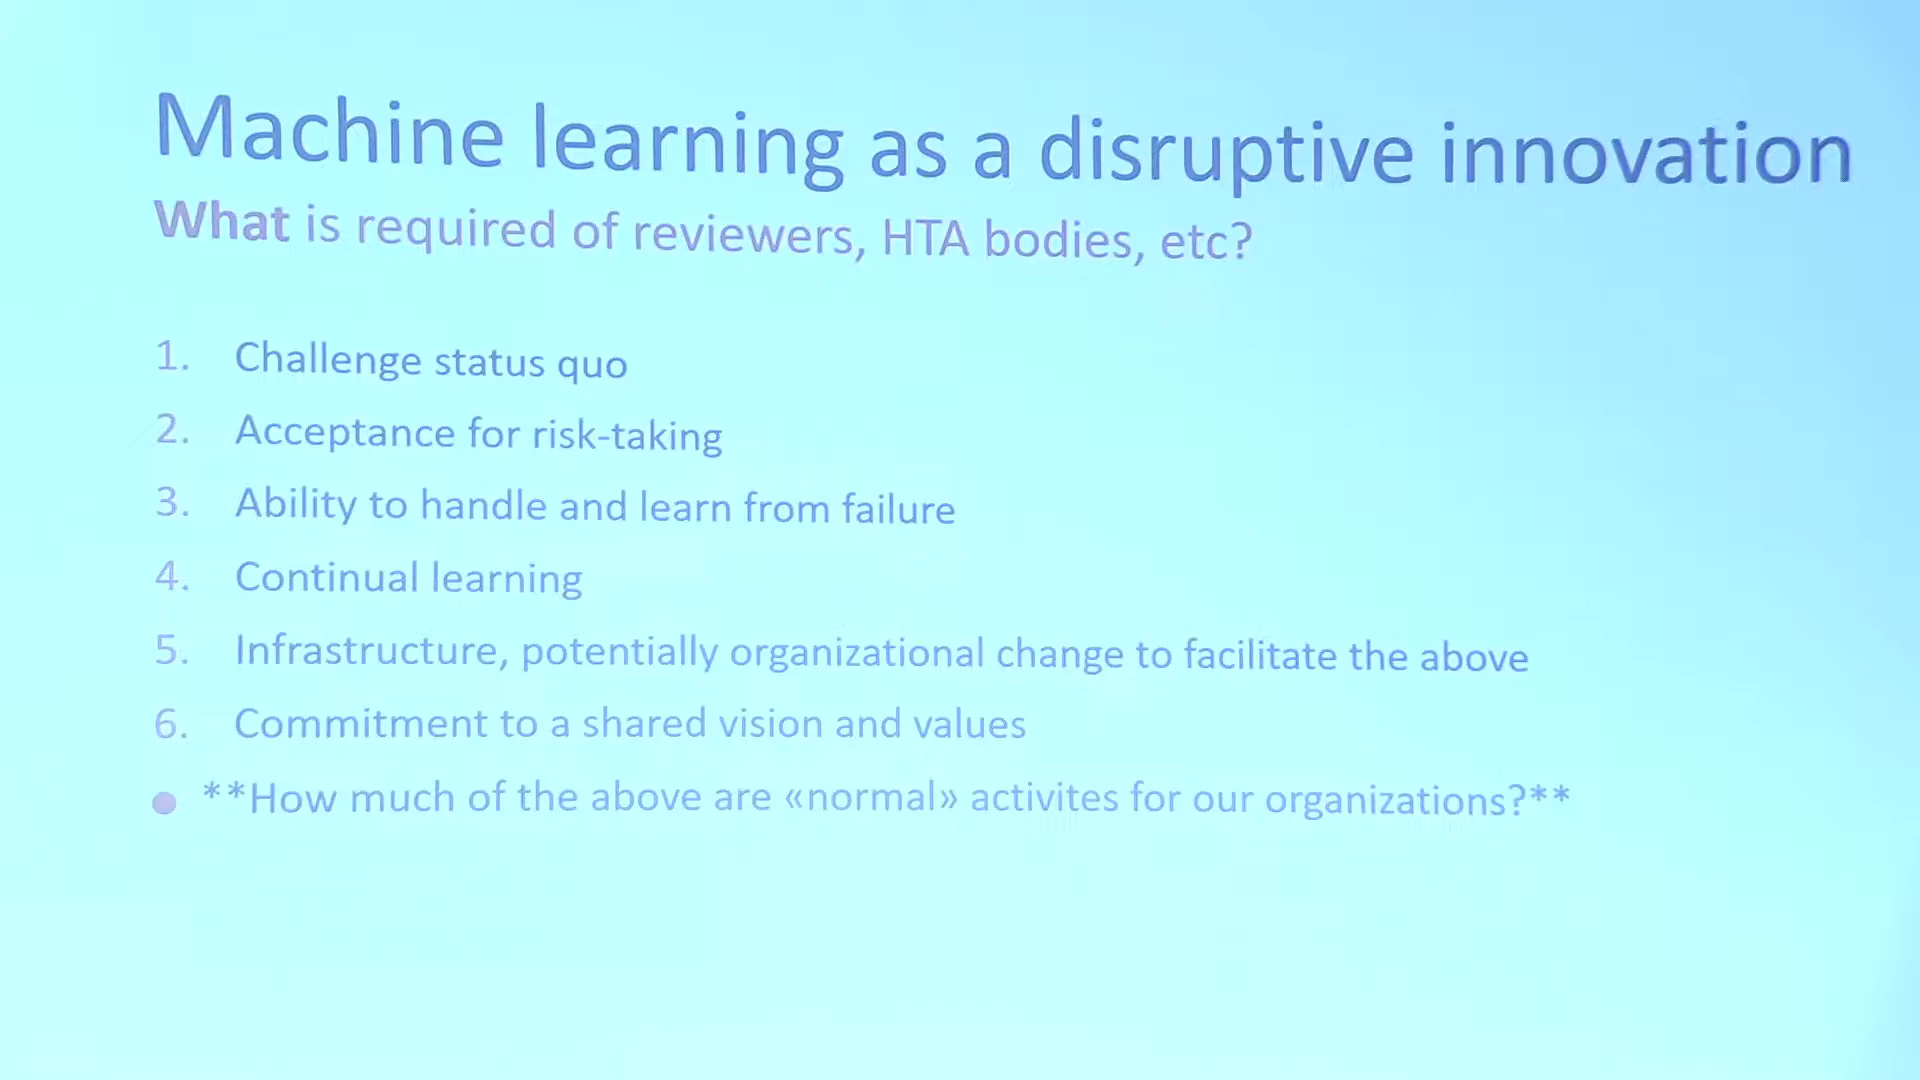 Machine learning as a disruptive innovation
What is required of reviewers, HTA bodies, etc?
1. Challenge status quo
2. Acceptance for risk-taking
3. Ability to handle and learn from failure
4. Continual learning
5. Infrastructure, potentially organizational change to facilitate the above
6. Commitment to a shared vision and values
● **How much of the above are «normal» activites for our organizations?**